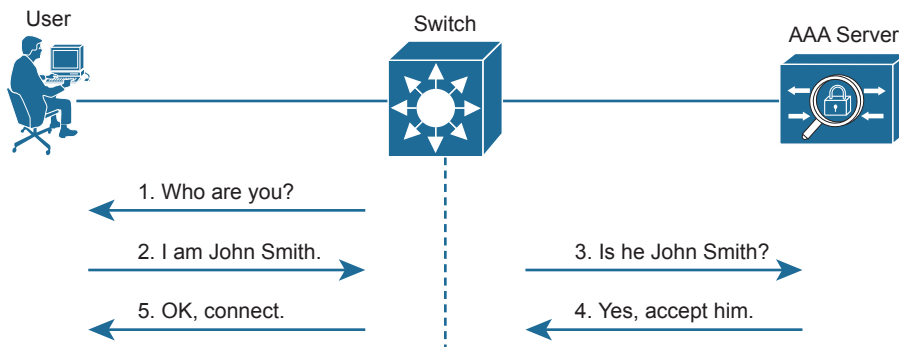 User
Switch
AAA Server
1. Who are you?
2. I am John Smith.
3. Is he John Smith?
5. OK, connect.
4. Yes, accept him.